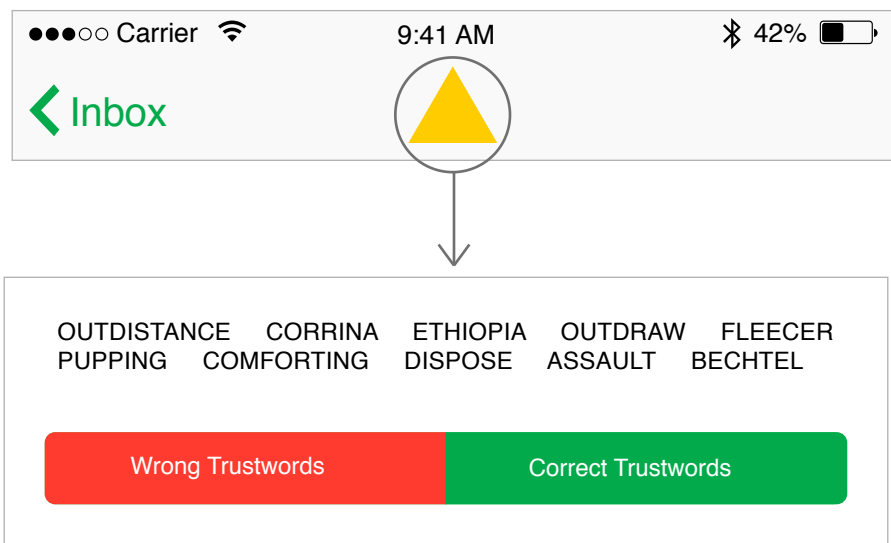 Carrier 9:41 AM 42%
Inbox
OUTDISTANCE CORRINA ETHIOPIA OUTDRAW FLEECER
PUPPING COMFORTING DISPOSE ASSAULT BECHTEL
Wrong Trustwords Correct Trustwords